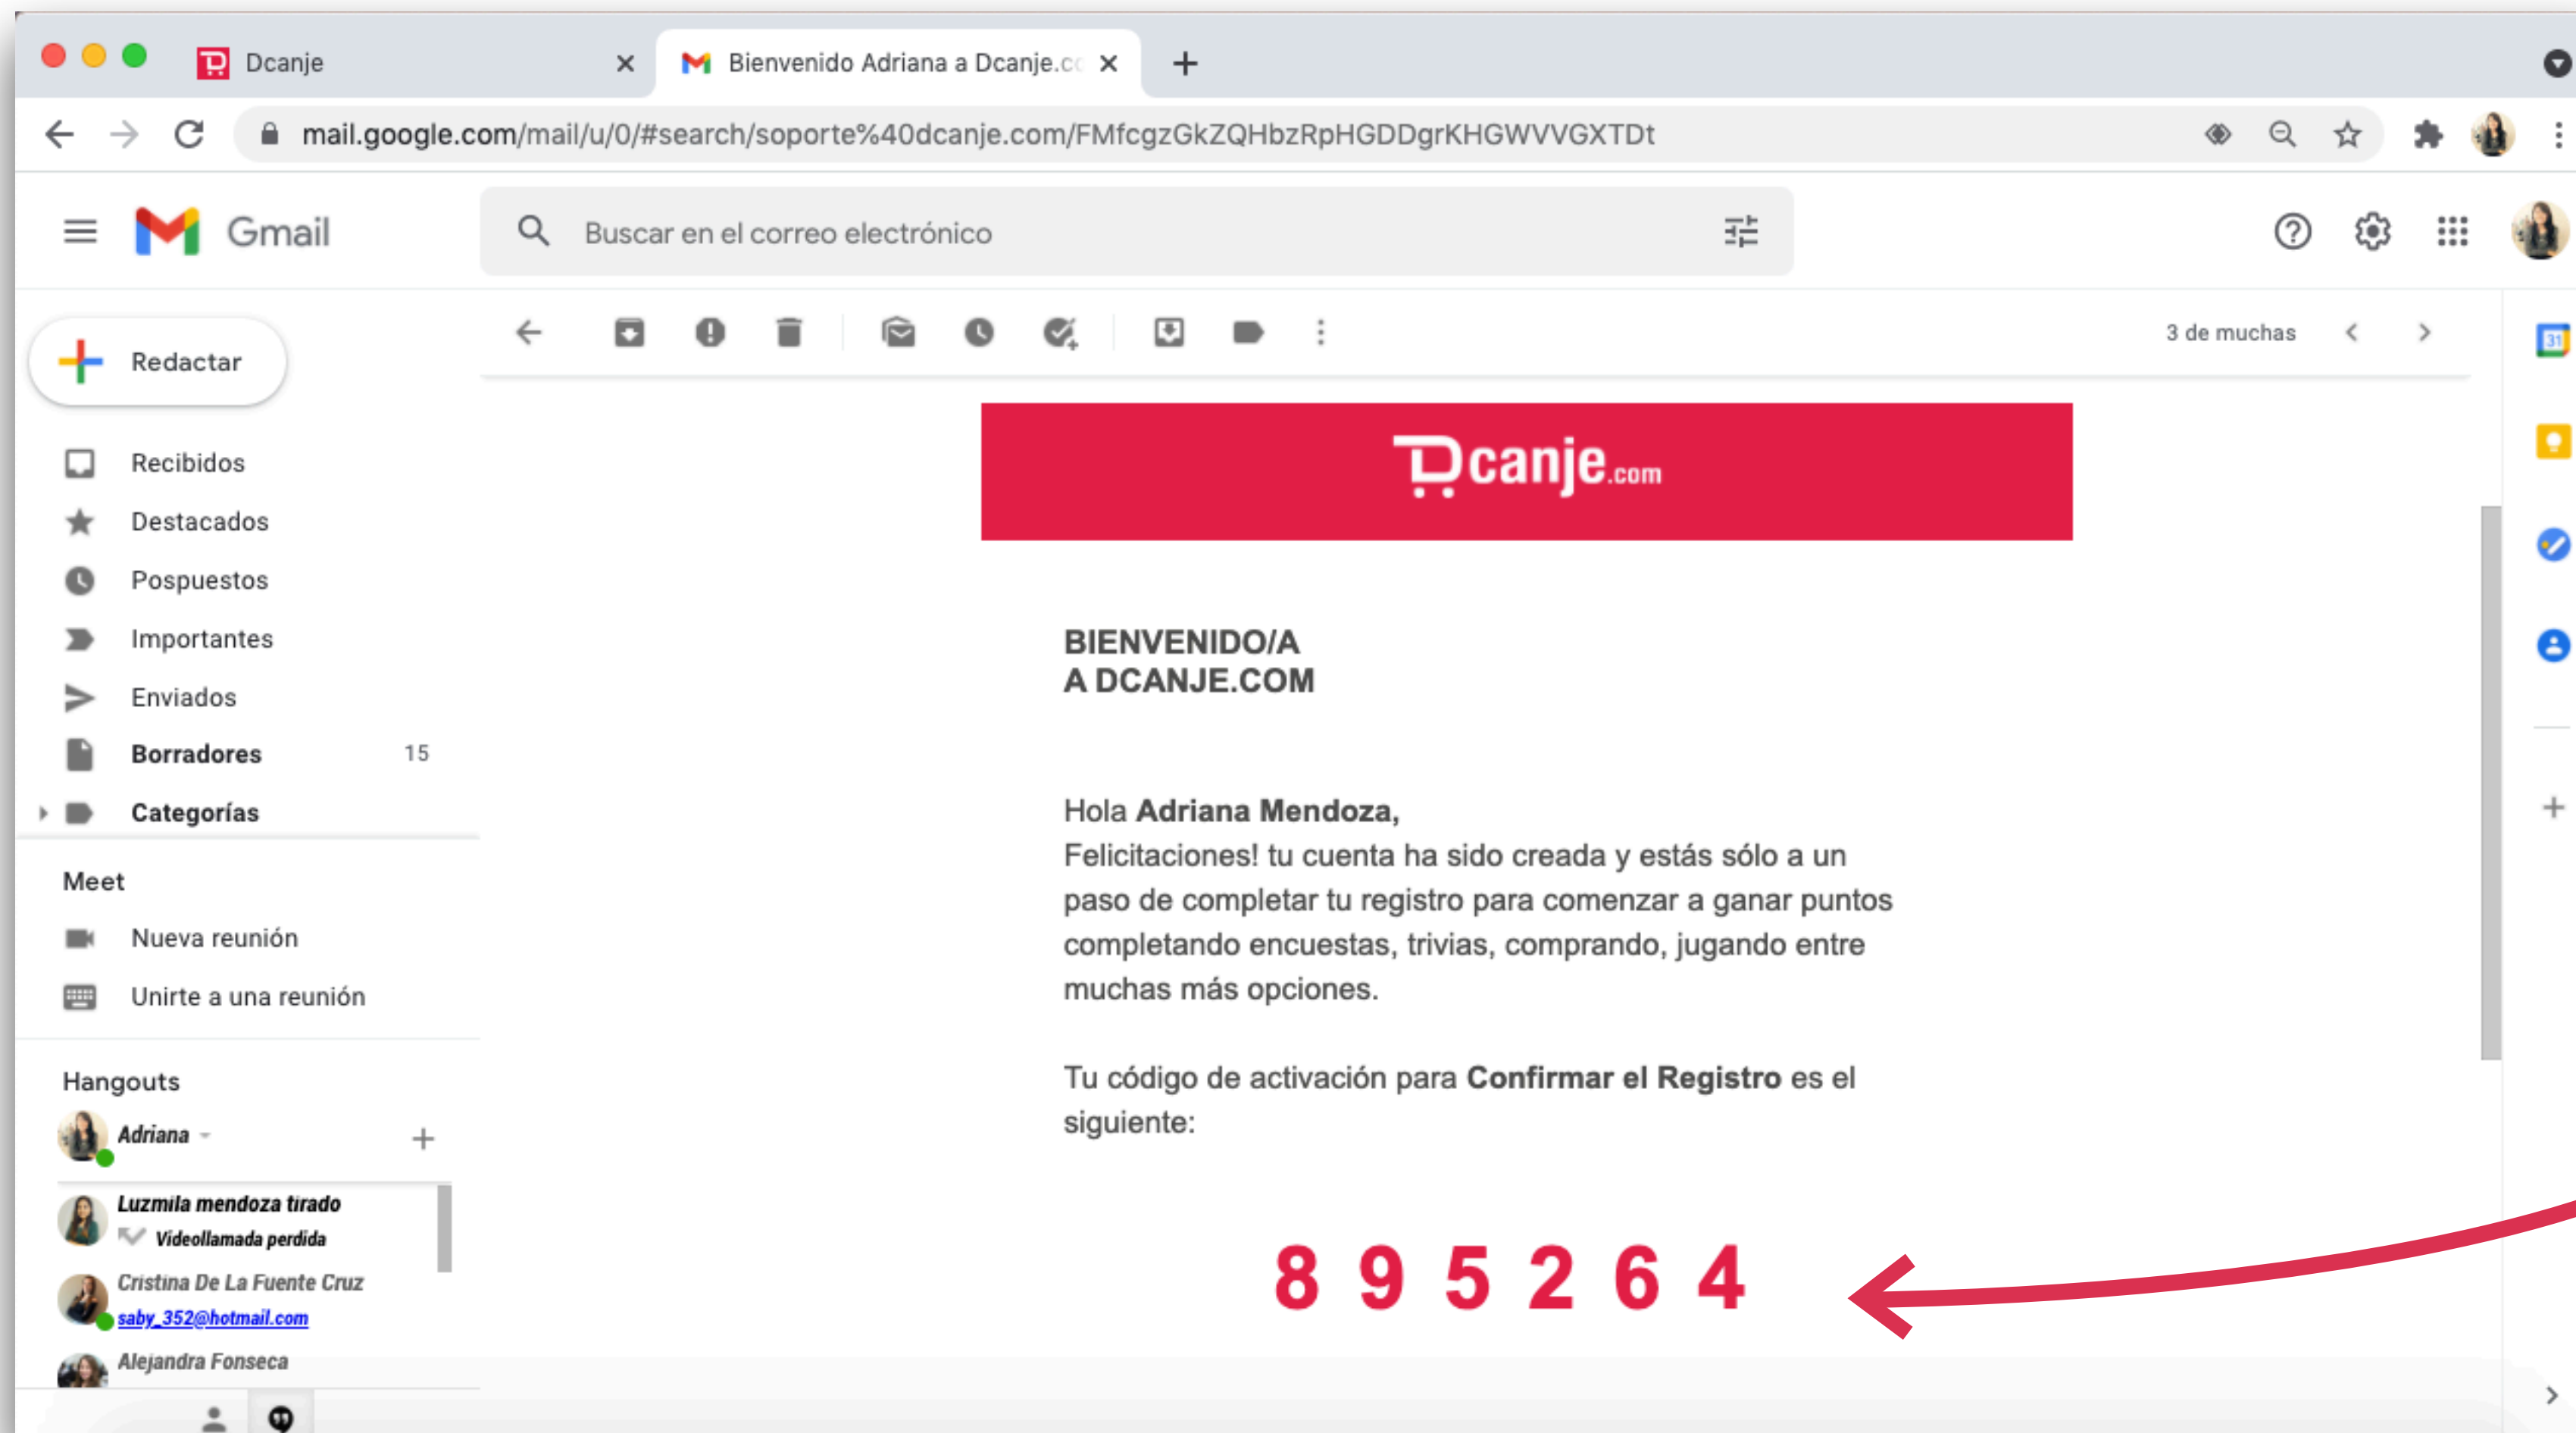 Dcanje
Bienvenido Adriana a Dcanje.cc
mail.google.com/mail/u/0/#search/soporte%40dcanje.com/FMfcgzGkZQHbzRpHGDDgrKHGWVVGXTDt
Gmail
Buscar en el correo electrónico
Redactar
3 de muchas
31
Recibidos
Destacados
Pospuestos
Importantes
Enviados
Borradores 15
Categorías
Meet
Nueva reunión
Unirte a una reunión
Hangouts
Adriana
Luzmila mendoza tirado
Videollamada perdida
Cristina De La Fuente Cruz
saby_352@hotmail.com
Alejandra Fonseca
Dcanje.com
BIENVENIDO/A
A DCANJE.COM
Hola Adriana Mendoza,
Felicitaciones! tu cuenta ha sido creada y estás sólo a un
paso de completar tu registro para comenzar a ganar puntos
completando encuestas, trivias, comprando, jugando entre
muchas más opciones.
Tu código de activación para Confirmar el Registro es el
siguiente:
8 9 5 2 6 4